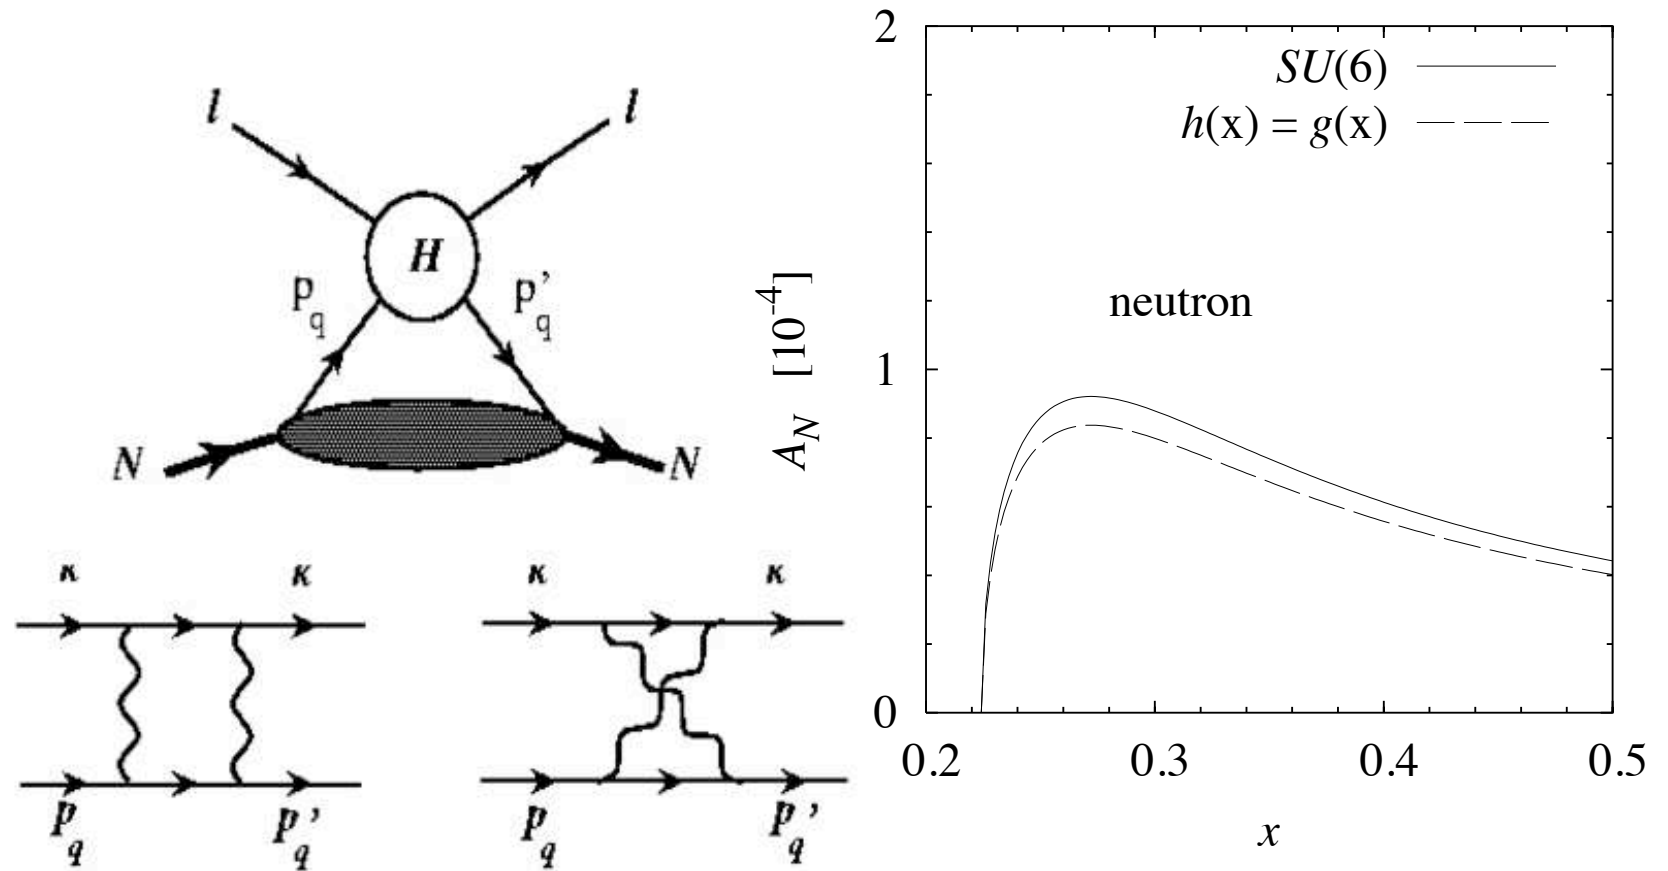 l l
H
p_q p'_q
N N
κ κ
p_q p'_q
κ κ
p_q p'_q
2
SU(6)
h(x) = g(x)
neutron
1
0
A_N [10^-4]
0.2 0.3 0.4 0.5
x